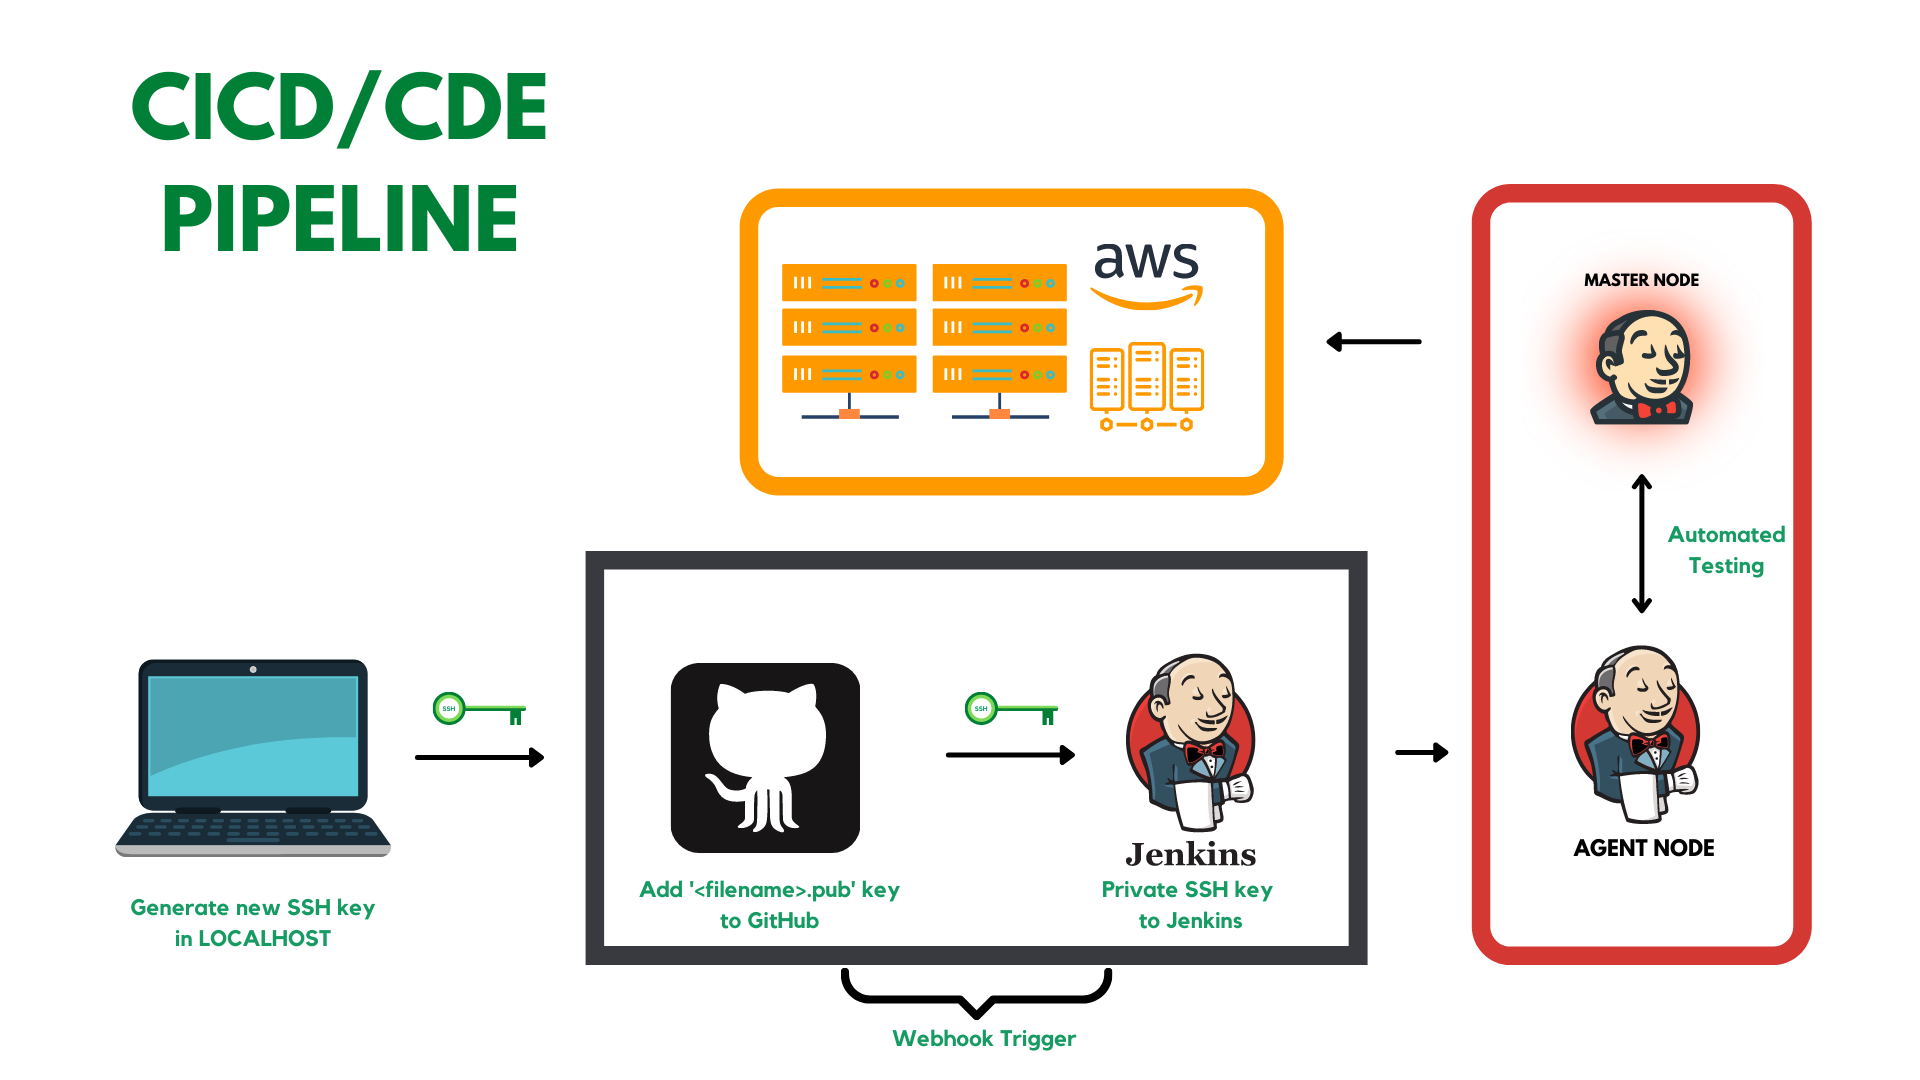 CICD/CDE
PIPELINE
aws
MASTER NODE
Automated
Testing
SSH
SSH
Jenkins
AGENT NODE
Generate new SSH key
in LOCALHOST
Add '<filename>.pub' key
to GitHub
Private SSH key
to Jenkins
Webhook Trigger